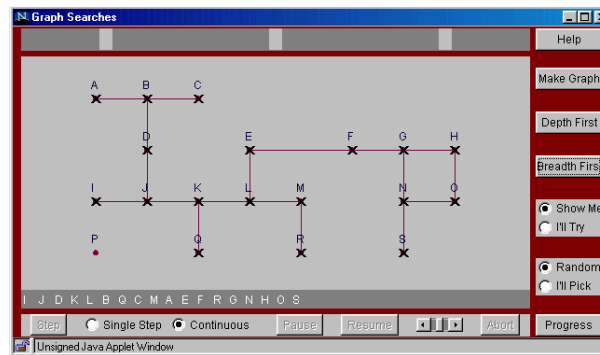 Graph Searches
Help
Make Graph
Depth First
Breadth Firs
Show Me
I'll Try
Random
I'll Pick
Progress
A B C
D E F G H
I J K L M N O
P Q R S
I J D K L B Q C M A E F R G N H O S
Step Single Step Continuous Pause Resume Abort
Unsigned Java Applet Window